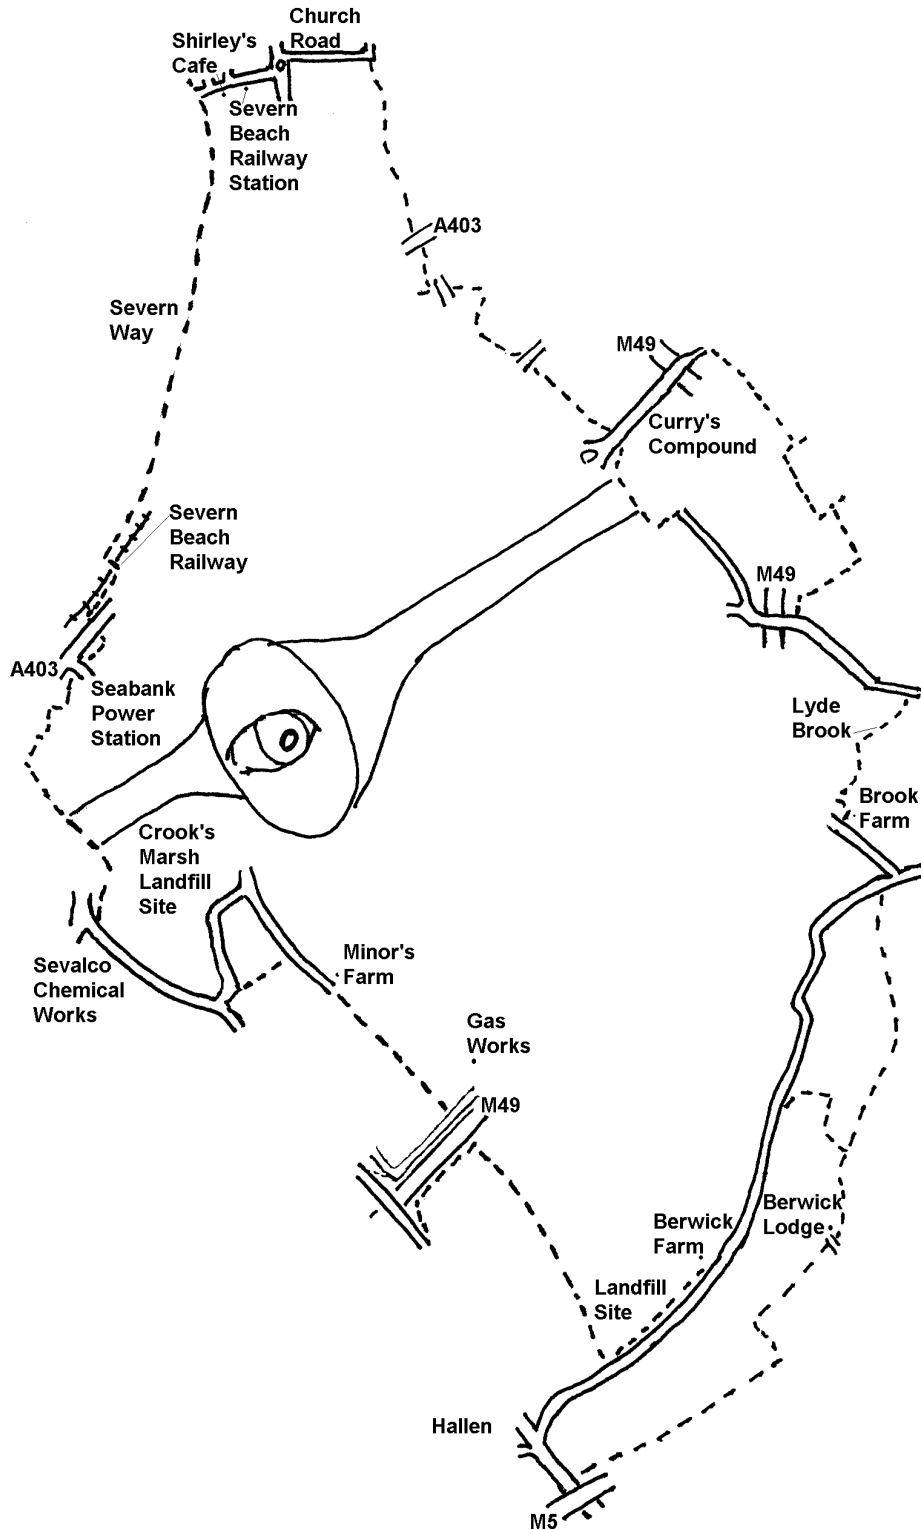 Church
Road
Shirley's
Cafe
Severn
Beach
Railway
Station
A403
Severn
Way
M49
Curry's
Compound
Severn
Beach
Railway
M49
A403
Seabank
Power
Station
Lyde
Brook
Brook
Farm
Crook's
Marsh
Landfill
Site
Minor's
Farm
Sevalco
Chemical
Works
Gas
Works
M49
Berwick
Lodge
Berwick
Farm
Landfill
Site
Hallen
M5